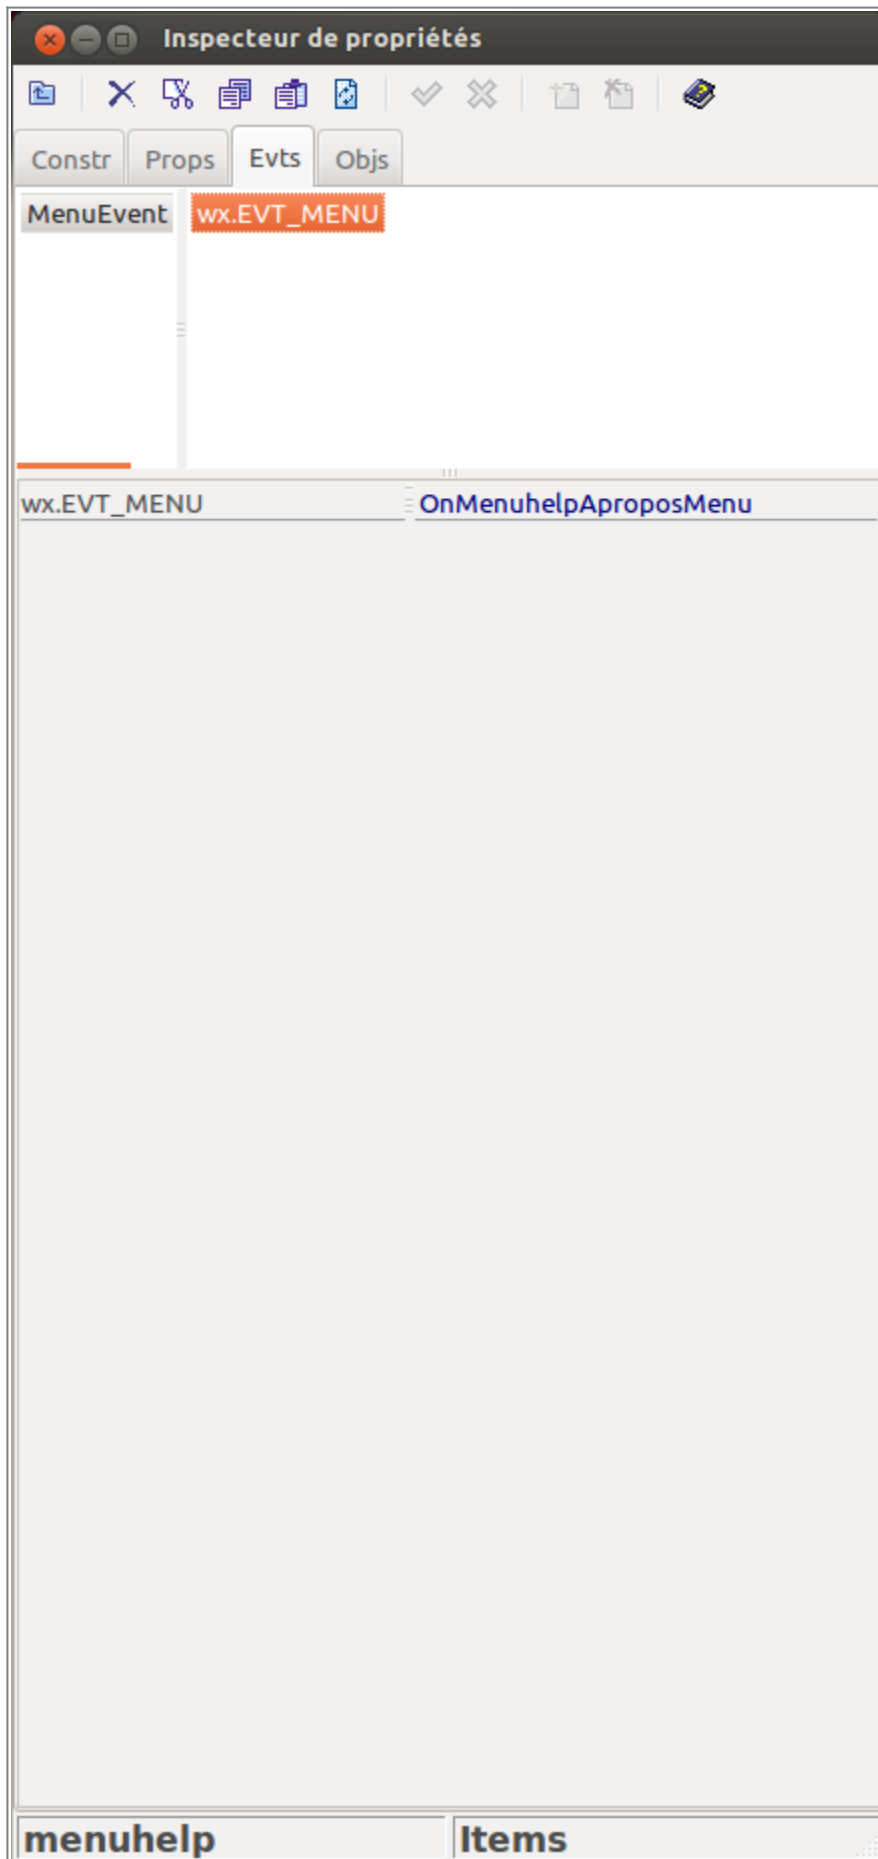 Inspecteur de propriétés
Constr Props Evts Objs
MenuEvent wx.EVT_MENU
wx.EVT_MENU OnMenuhelpAproposMenu
menuhelp Items